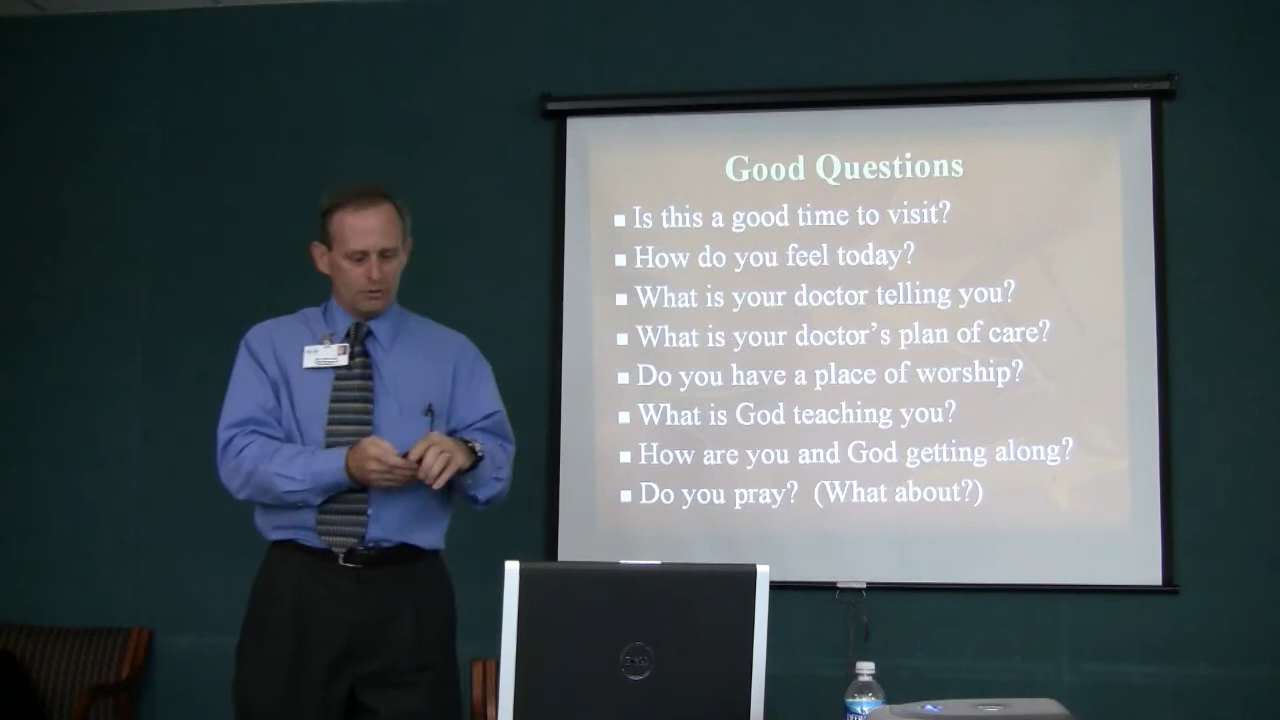 Good Questions
Is this a good time to visit?
How do you feel today?
What is your doctor telling you?
What is your doctor’s plan of care?
Do you have a place of worship?
What is God teaching you?
How are you and God getting along?
Do you pray?  (What about?)
DELL